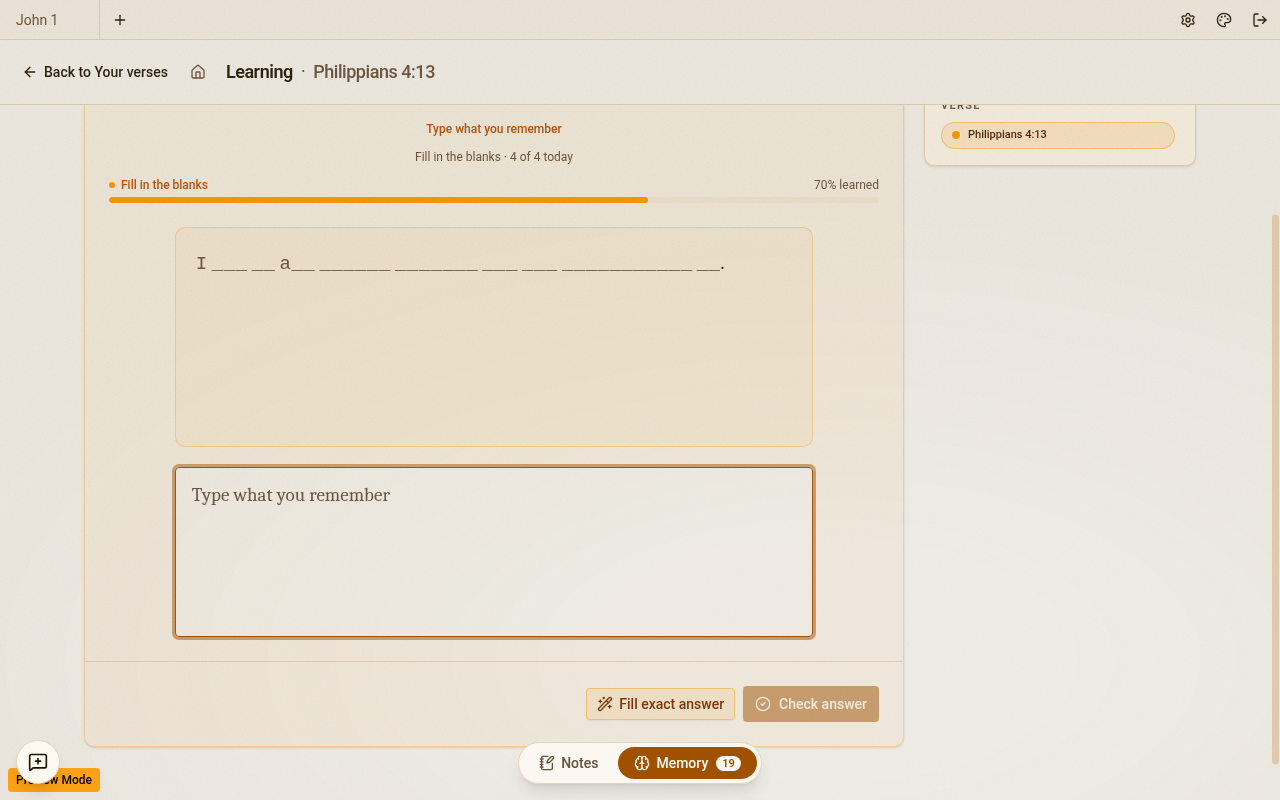 John 1
Back to Your verses
Learning · Philippians 4:13
VERSE
Philippians 4:13
Type what you remember
Fill in the blanks · 4 of 4 today
Fill in the blanks
70% learned
I ___ __ a__ ______ _______ ___ ___ ___________ __.
Type what you remember
Fill exact answer
Check answer
Notes
Memory 19
Mode